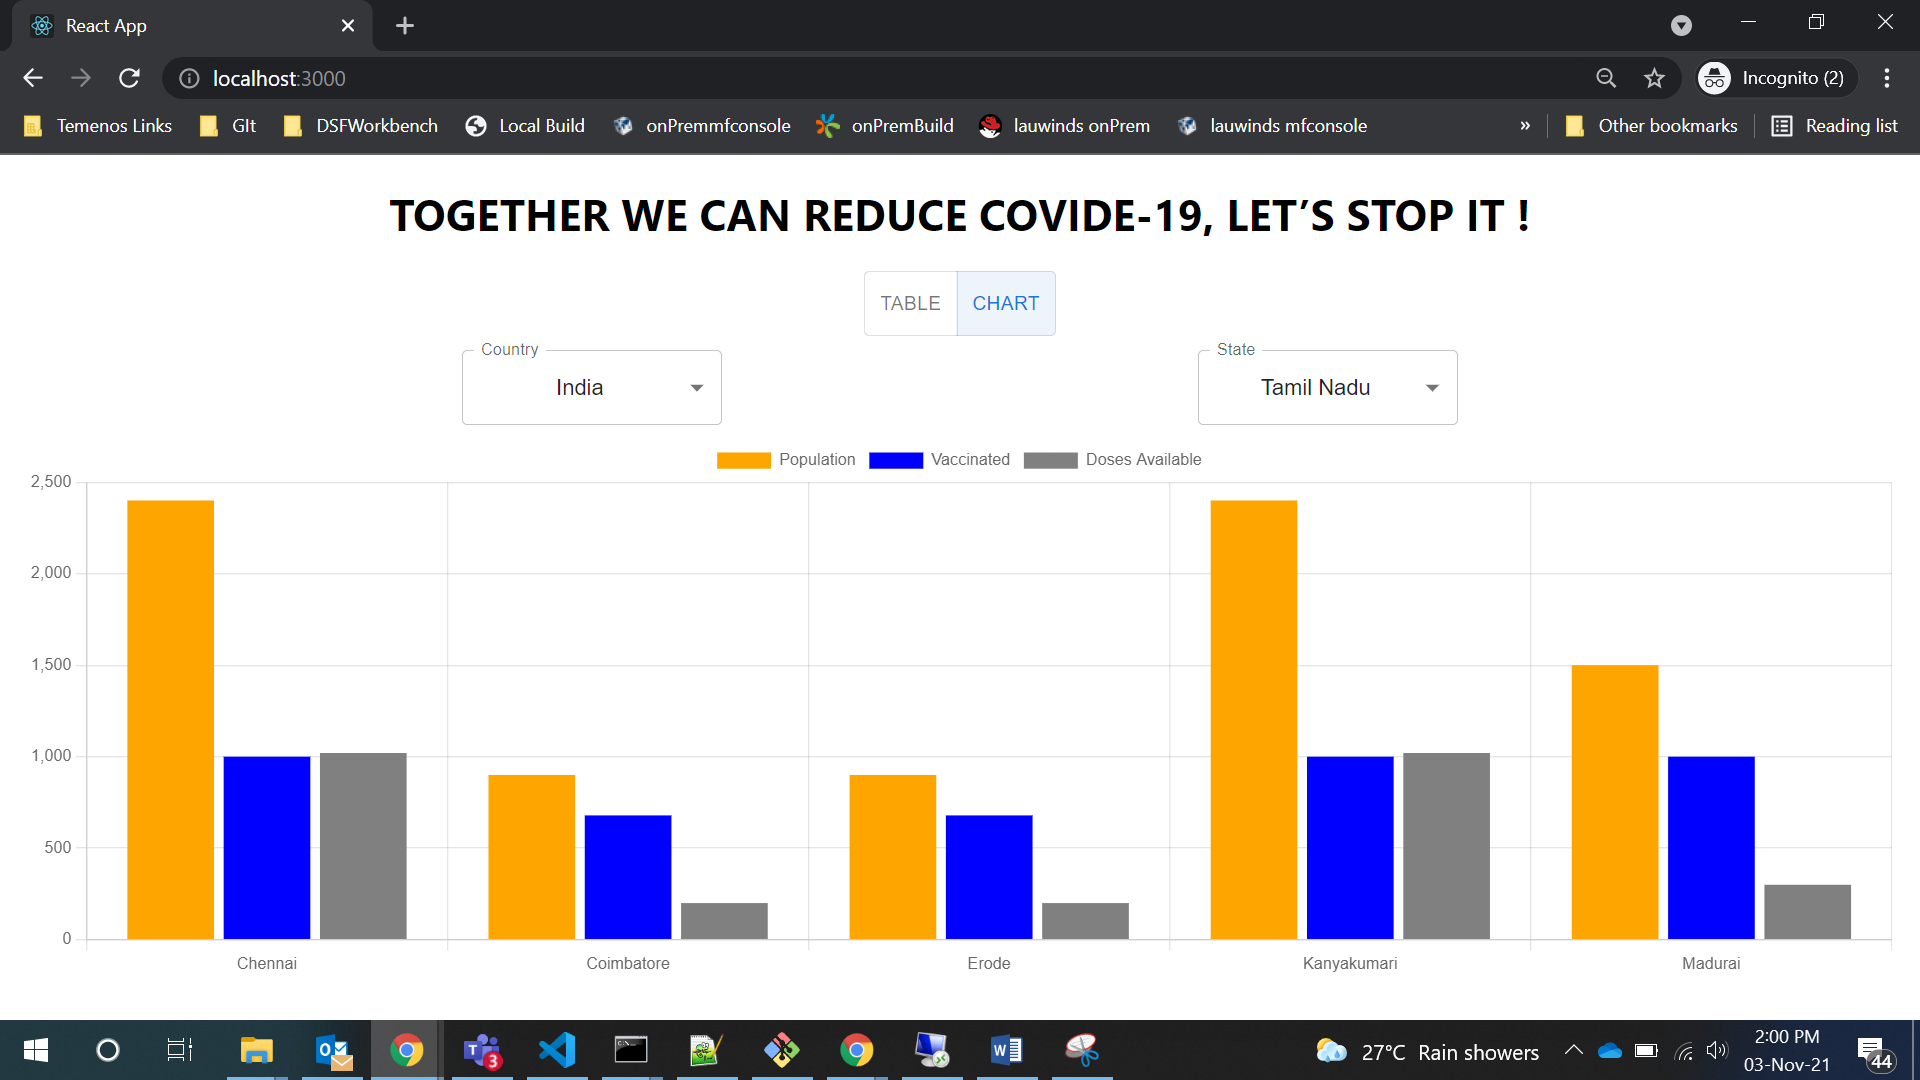 React App
localhost:3000
Incognito (2)
Temenos Links GIt DSFWorkbench Local Build onPremmfconsole onPremBuild lauwinds onPrem lauwinds mfconsole » Other bookmarks Reading list
TOGETHER WE CAN REDUCE COVIDE-19, LET’S STOP IT !
TABLE CHART
Country State
India Tamil Nadu
Population Vaccinated Doses Available
2,500
2,000
1,500
1,000
500
0
Chennai Coimbatore Erode Kanyakumari Madurai
27°C Rain showers
2:00 PM
03-Nov-21
3
44